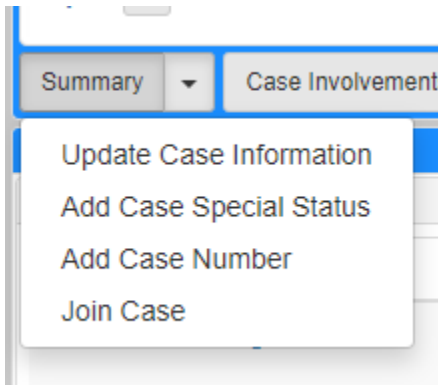 Summary Case Involvement
Update Case Information
Add Case Special Status
Add Case Number
Join Case